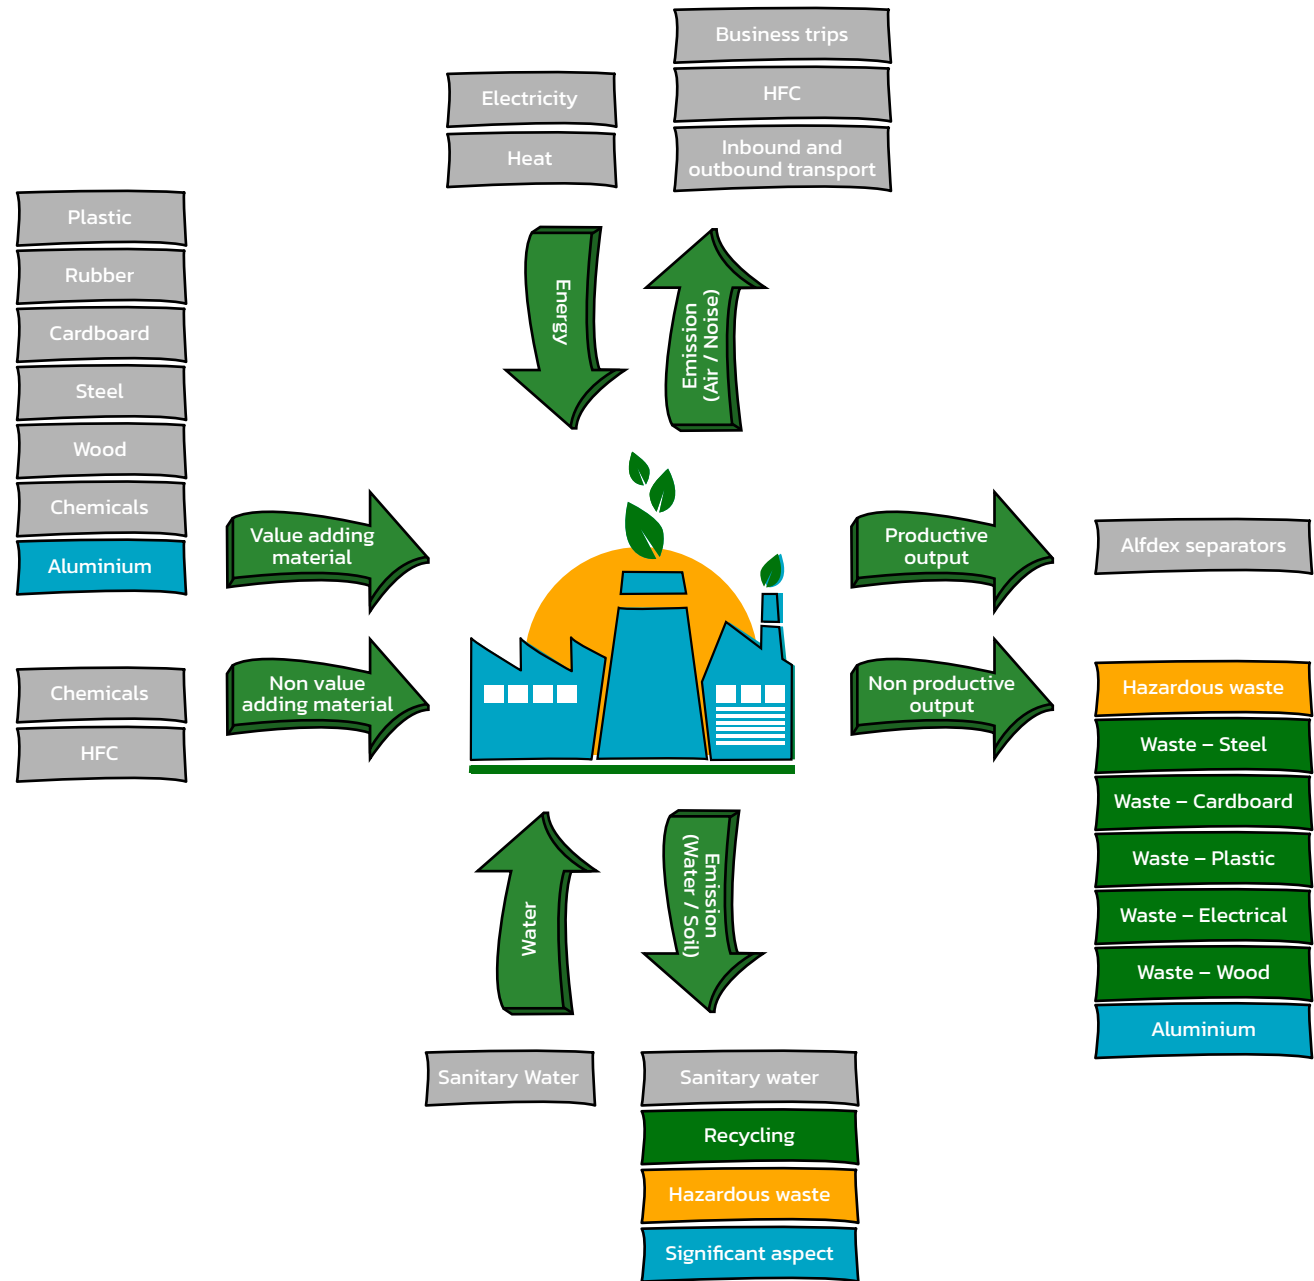 Business trips
HFC
Inbound and
outbound transport
Electricity
Heat
Plastic
Rubber
Cardboard
Steel
Wood
Chemicals
Aluminium
Chemicals
HFC
Energy
Emission
(Air / Noise)
Value adding
material
Non value
adding material
Productive
output
Non productive
output
Alfdex separators
Hazardous waste
Waste – Steel
Waste – Cardboard
Waste – Plastic
Waste – Electrical
Waste – Wood
Aluminium
Water
Emission
(Water / Soil)
Sanitary Water
Sanitary water
Recycling
Hazardous waste
Significant aspect